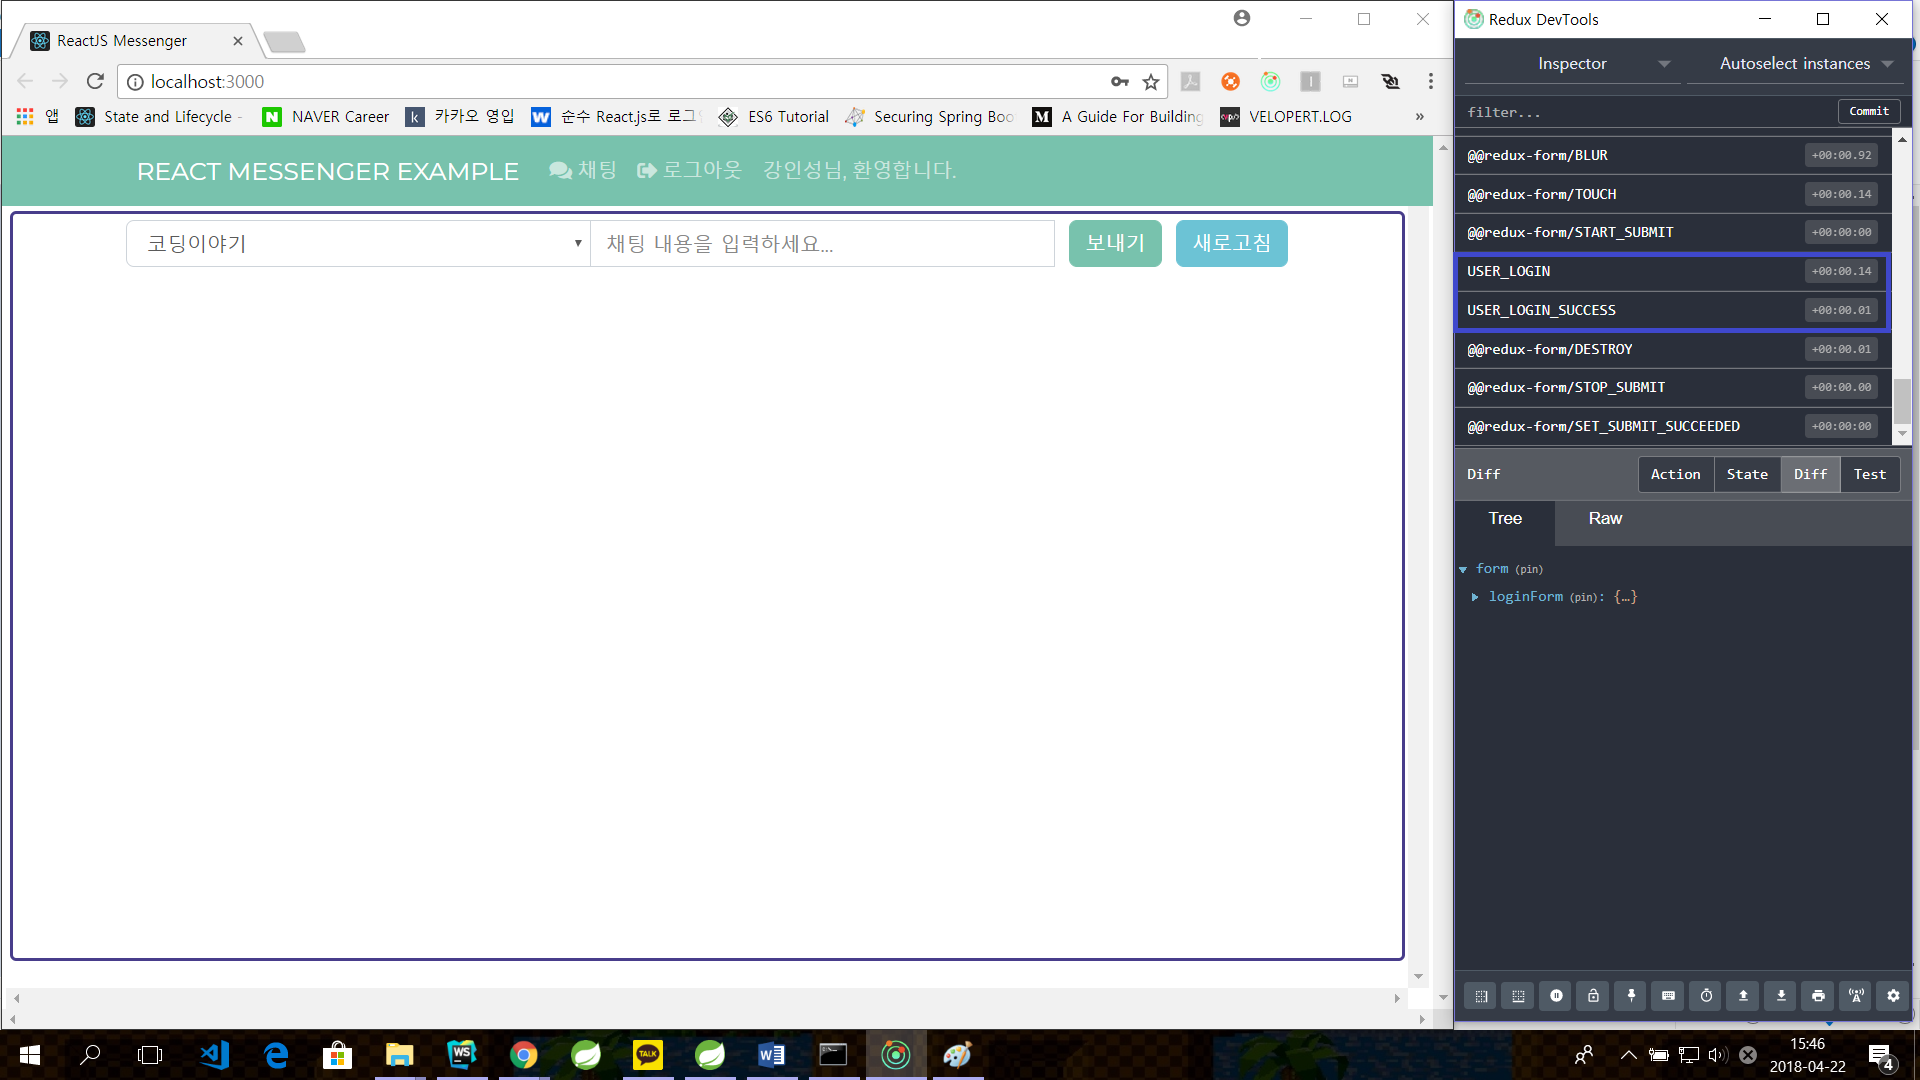 ReactJS Messenger
localhost:3000
앱 State and Lifecycle - NAVER Career 카카오 영입 순수 React.js로 로그 ES6 Tutorial Securing Spring Boo A Guide For Building VELOPERT.LOG »
REACT MESSENGER EXAMPLE 채팅 로그아웃 강인성님, 환영합니다.
코딩이야기 채팅 내용을 입력하세요... 보내기 새로고침
Redux DevTools
Inspector Autoselect instances
filter... Commit
@@redux-form/BLUR +00:00.92
@@redux-form/TOUCH +00:00.14
@@redux-form/START_SUBMIT +00:00:00
USER_LOGIN +00:00.14
USER_LOGIN_SUCCESS +00:00.01
@@redux-form/DESTROY +00:00.01
@@redux-form/STOP_SUBMIT +00:00.00
@@redux-form/SET_SUBMIT_SUCCEEDED +00:00:00
Diff Action State Diff Test
Tree Raw
form (pin)
loginForm (pin): {…}
WS TALK
15:46
2018-04-22
4